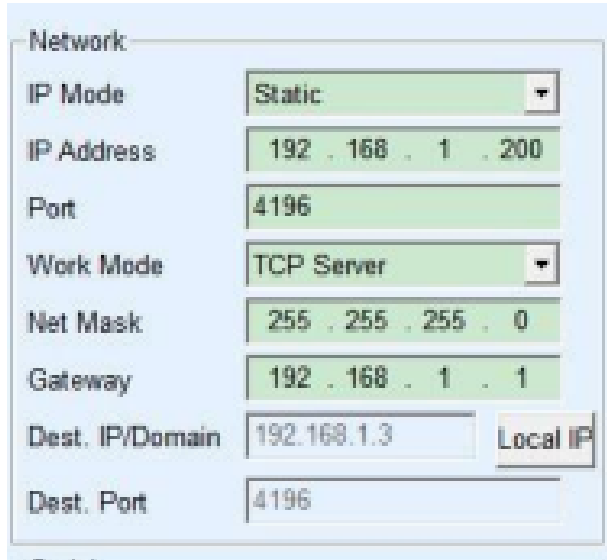 Network
IP Mode Static
IP Address 192 . 168 . 1 . 200
Port 4196
Work Mode TCP Server
Net Mask 255 . 255 . 255 . 0
Gateway 192 . 168 . 1 . 1
Dest. IP/Domain 192.168.1.3 Local IP
Dest. Port 4196